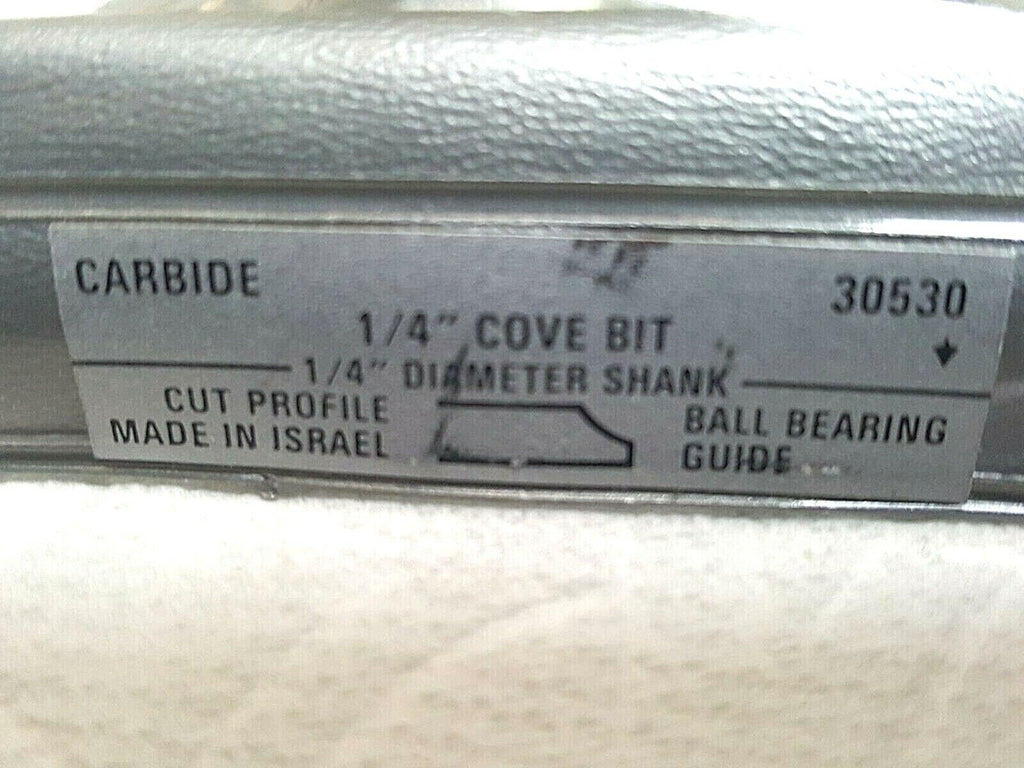 CARBIDE 30530
1/4" COVE BIT
1/4" DIAMETER SHANK
CUT PROFILE
MADE IN ISRAEL
BALL BEARING
GUIDE